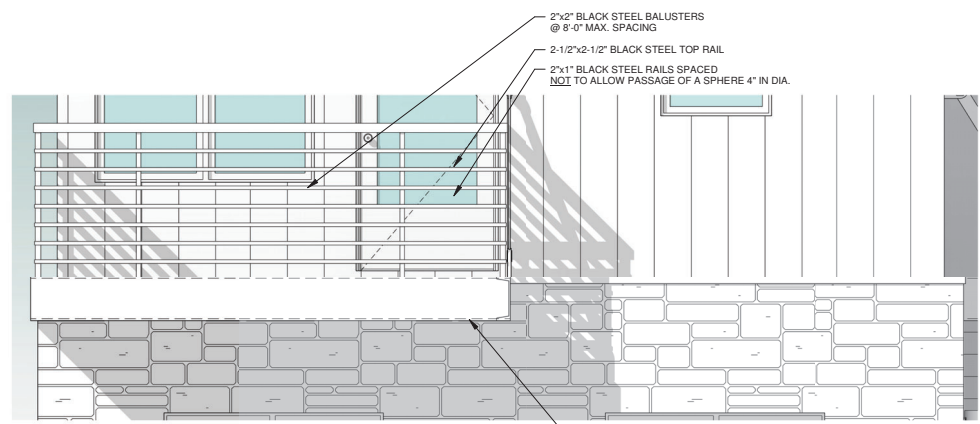 2"x2" BLACK STEEL BALUSTERS
@ 8'-0" MAX. SPACING
2-1/2"x2-1/2" BLACK STEEL TOP RAIL
2"x1" BLACK STEEL RAILS SPACED
NOT TO ALLOW PASSAGE OF A SPHERE 4" IN DIA.